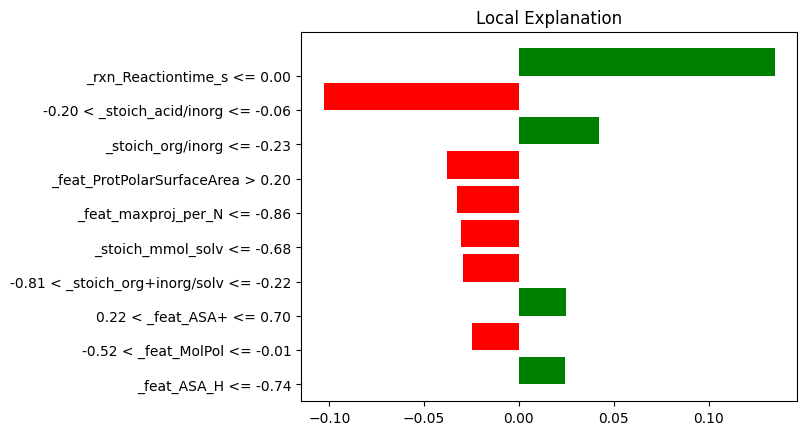 Local Explanation
_rxn_Reactiontime_s <= 0.00
-0.20 < _stoich_acid/inorg <= -0.06
_stoich_org/inorg <= -0.23
_feat_ProtPolarSurfaceArea > 0.20
_feat_maxproj_per_N <= -0.86
_stoich_mmol_solv <= -0.68
-0.81 < _stoich_org+inorg/solv <= -0.22
0.22 < _feat_ASA+ <= 0.70
-0.52 < _feat_MolPol <= -0.01
_feat_ASA_H <= -0.74
−0.10 −0.05 0.00 0.05 0.10